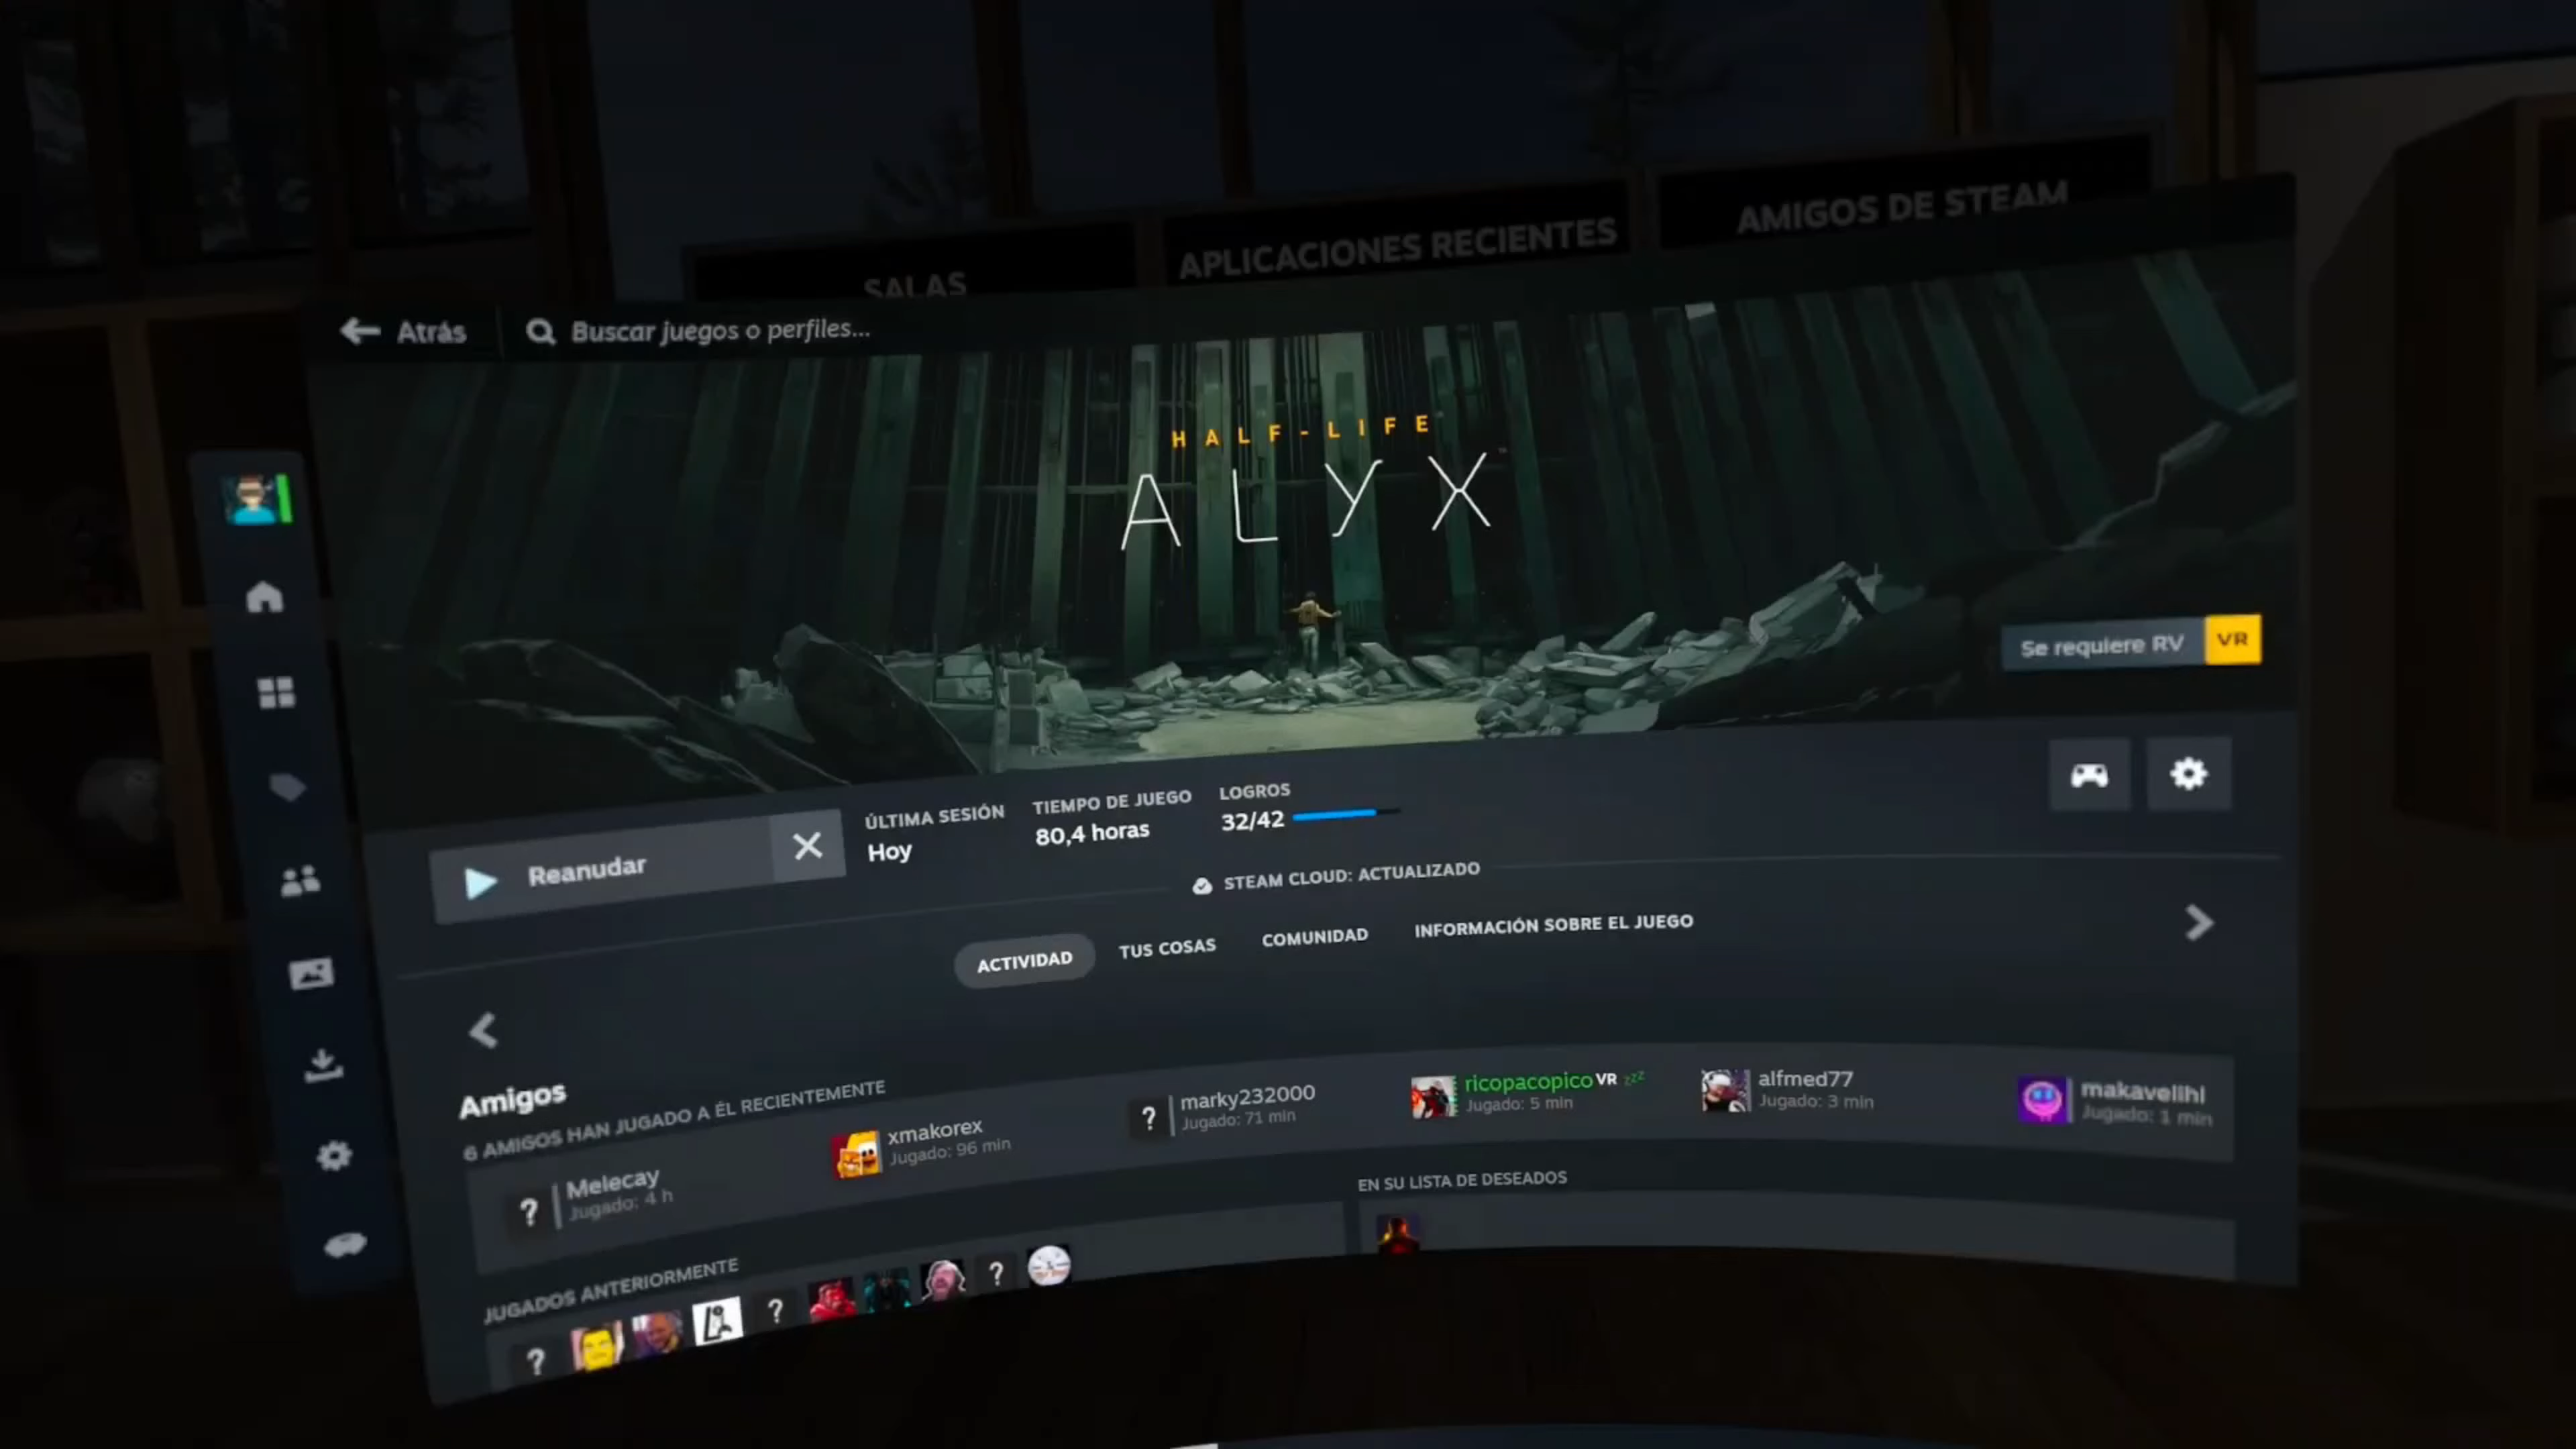 SALAS
APLICACIONES RECIENTES
AMIGOS DE STEAM
Atrás
Buscar juegos o perfiles...
HALF-LIFE
ALYX
Se requiere RV
VR
Reanudar
ÚLTIMA SESIÓN
Hoy
TIEMPO DE JUEGO
80,4 horas
LOGROS
32/42
STEAM CLOUD: ACTUALIZADO
ACTIVIDAD
TUS COSAS
COMUNIDAD
INFORMACIÓN SOBRE EL JUEGO
Amigos
6 AMIGOS HAN JUGADO A ÉL RECIENTEMENTE
?
Melecay
Jugado: 4 h
xmakorex
Jugado: 96 min
?
marky232000
Jugado: 71 min
ricopacopico VR zzz
Jugado: 5 min
alfmed77
Jugado: 3 min
makavelihl
Jugado: 1 min
JUGADOS ANTERIORMENTE
? ? ?
EN SU LISTA DE DESEADOS